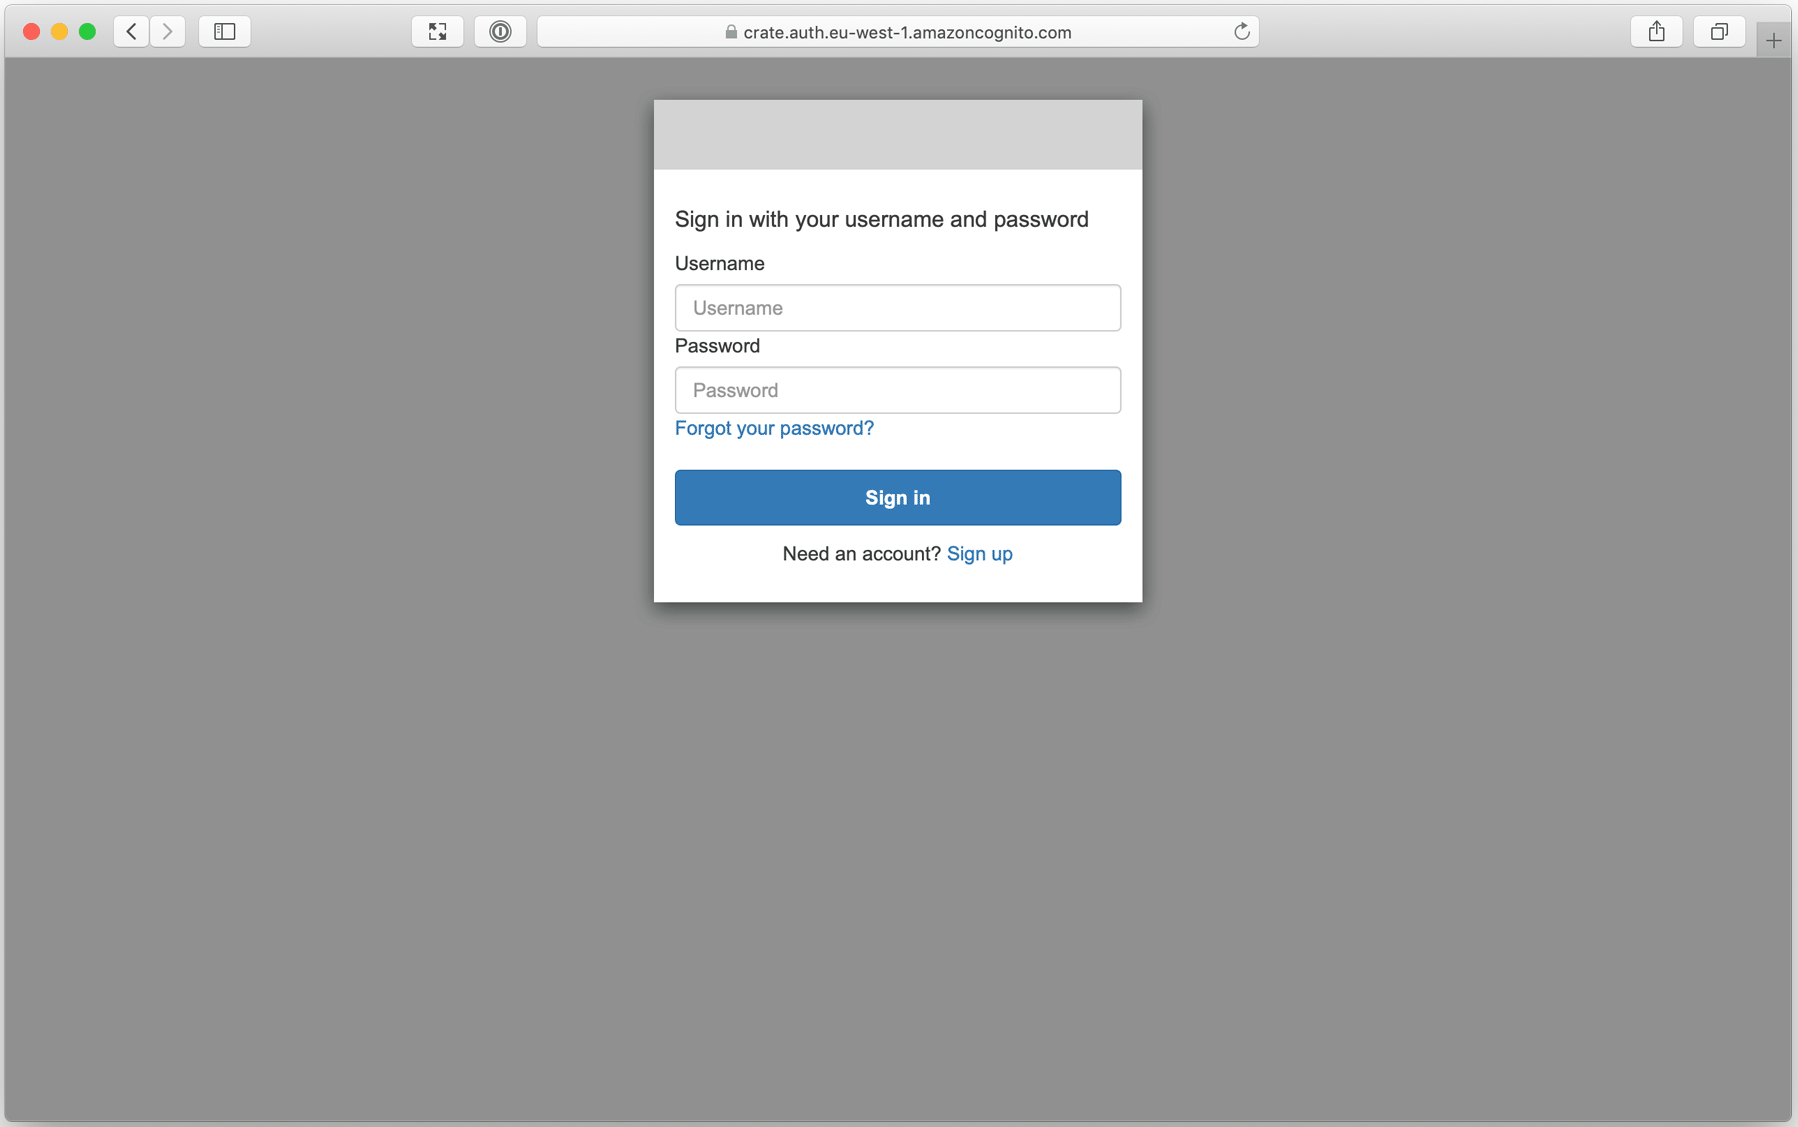 crate.auth.eu-west-1.amazoncognito.com
Sign in with your username and password
Username
Username
Password
Password
Forgot your password?
Sign in
Need an account? Sign up